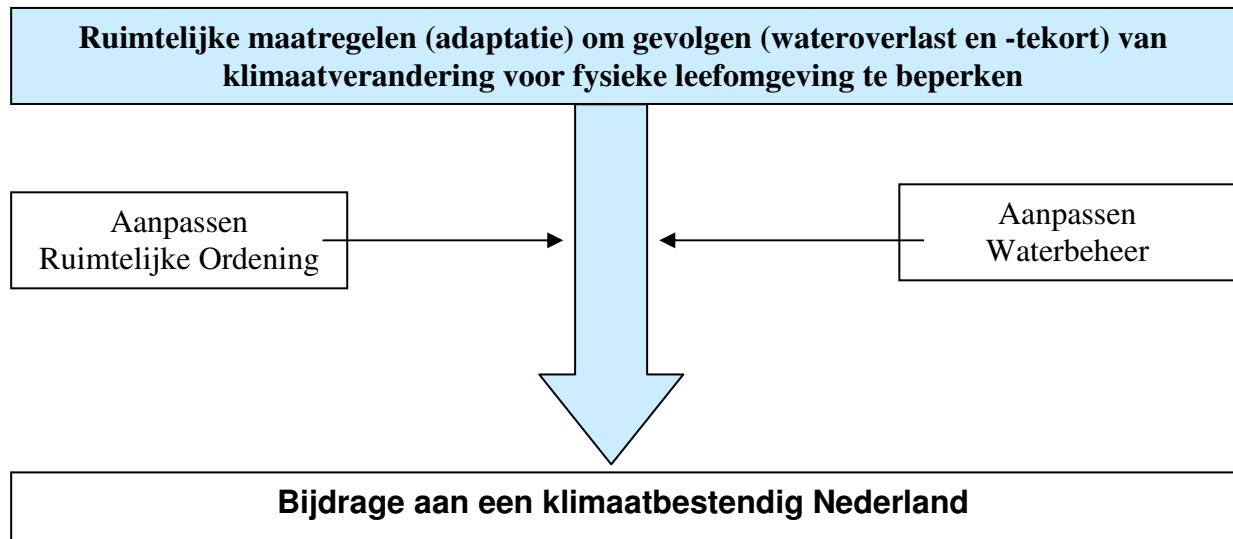 Ruimtelijke maatregelen (adaptatie) om gevolgen (wateroverlast en -tekort) van
klimaatverandering voor fysieke leefomgeving te beperken
Aanpassen
Ruimtelijke Ordening
Aanpassen
Waterbeheer
Bijdrage aan een klimaatbestendig Nederland